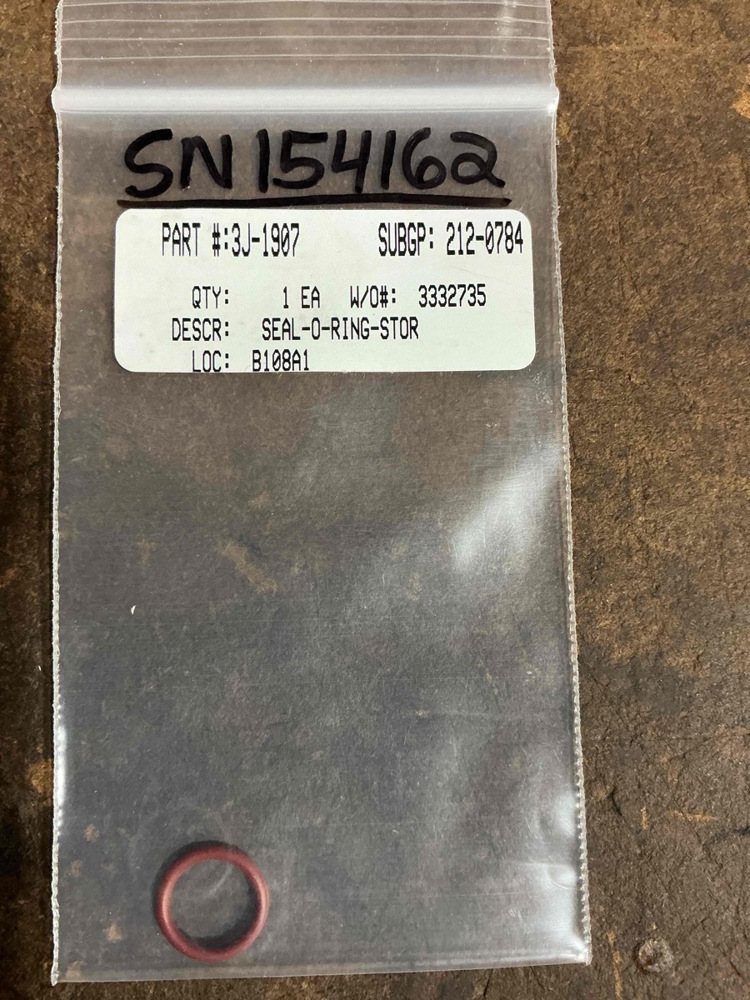 SN154162
PART #:3J-1907 SUBGP: 212-0784
QTY: 1 EA W/O#: 3332735
DESCR: SEAL-O-RING-STOR
LOC: B108A1